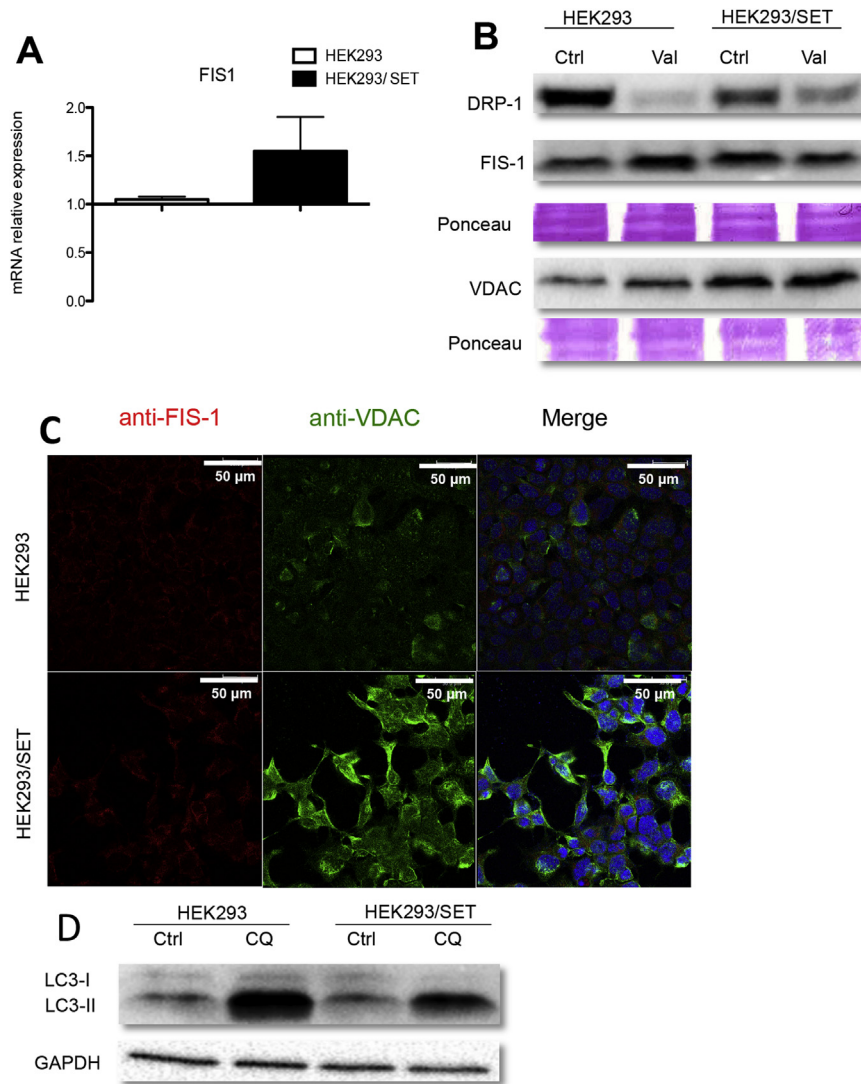 A
FIS1
HEK293
HEK293/SET
mRNA relative expression
2.0
1.5
1.0
0.5
0.0
B
HEK293 HEK293/SET
Ctrl Val Ctrl Val
DRP-1
FIS-1
Ponceau
VDAC
Ponceau
C
anti-FIS-1 anti-VDAC Merge
HEK293
50 µm 50 µm 50 µm
HEK293/SET
50 µm 50 µm 50 µm
D
HEK293 HEK293/SET
Ctrl CQ Ctrl CQ
LC3-I
LC3-II
GAPDH